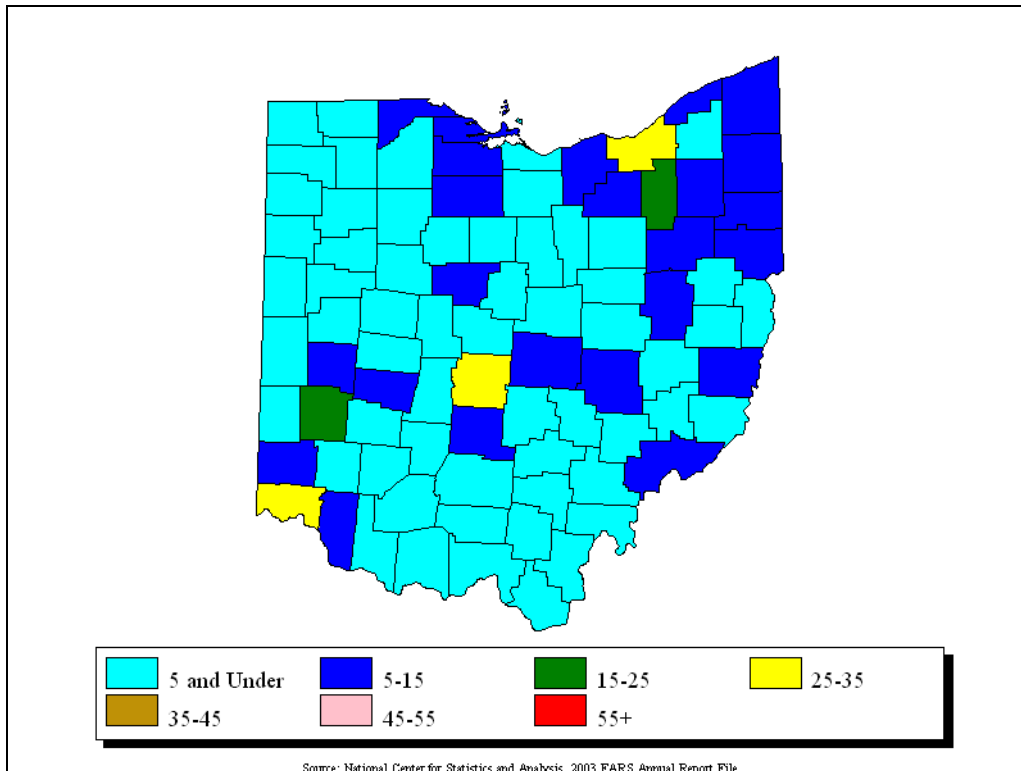 5 and Under 5-15 15-25 25-35
35-45 45-55 55+
Source: National Center for Statistics and Analysis, 2003 FARS Annual Report File